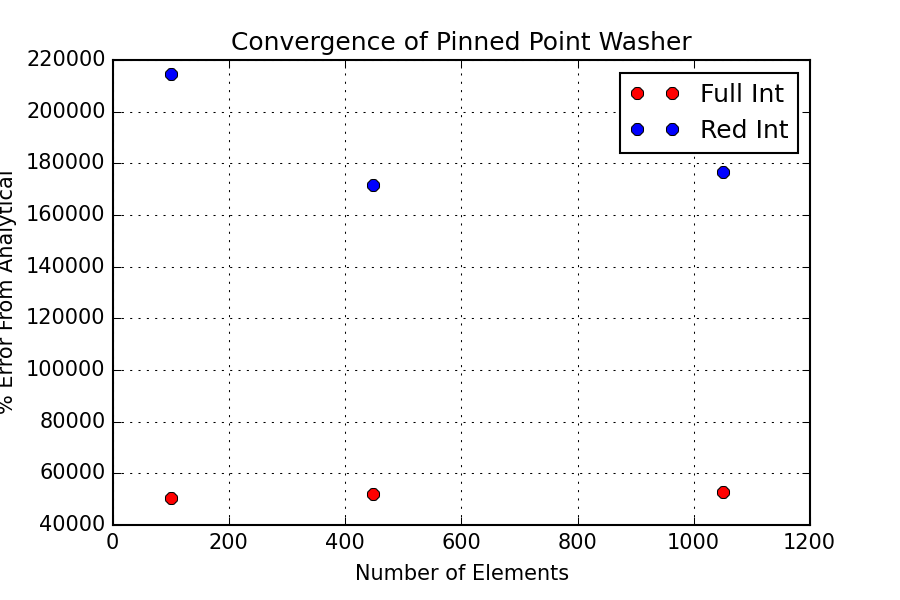 Convergence of Pinned Point Washer
220000
200000
180000
160000
140000
120000
100000
80000
60000
40000
% Error From Analytical
Full Int
Red Int
0 200 400 600 800 1000 1200
Number of Elements